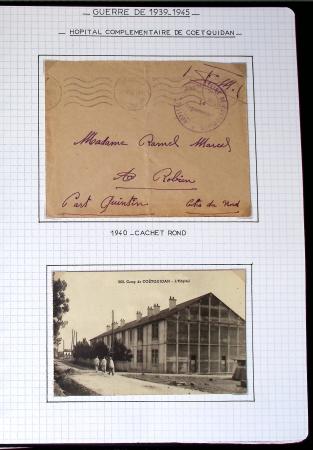 GUERRE DE 1939-1945
HOPITAL COMPLEMENTAIRE DE COETQUIDAN
Madame Ramel Marcel
Robien
Part Quintin Côtes du Nord
1940 - CACHET ROND
Camp de COËTQUIDAN - L'Hôpital